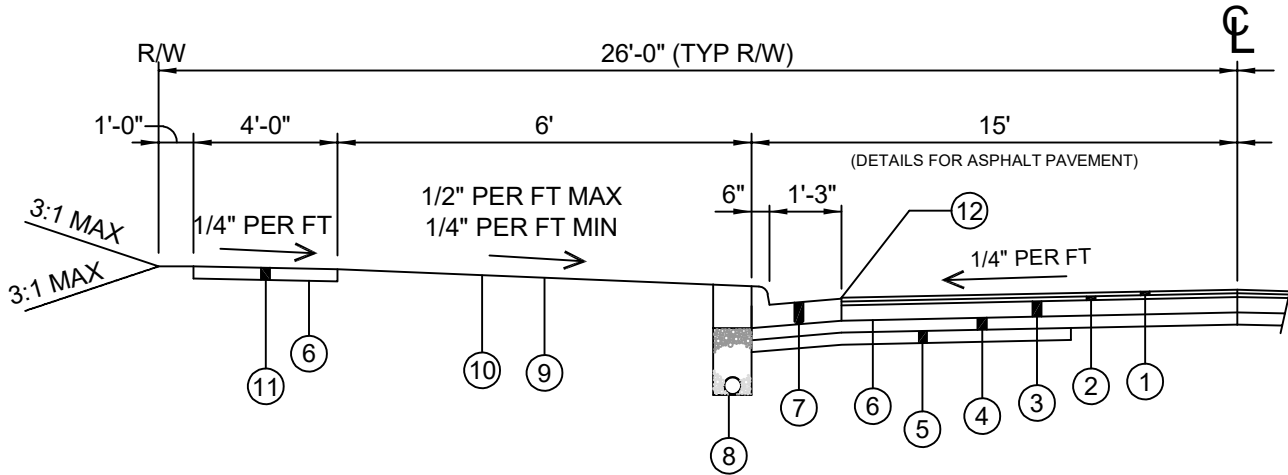 ℄
R/W
26'-0" (TYP R/W)
1'-0"
4'-0"
6'
15'
(DETAILS FOR ASPHALT PAVEMENT)
3:1 MAX
3:1 MAX
1/4" PER FT
1/2" PER FT MAX
1/4" PER FT MIN
6"
1'-3"
12
1/4" PER FT
11
6
10
9
8
7
6
5
4
3
2
1